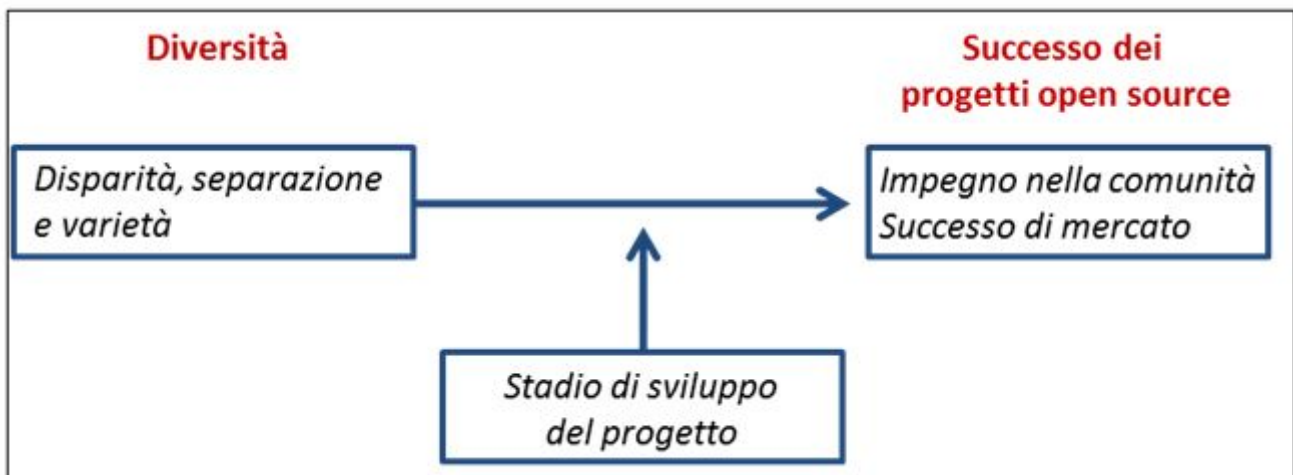 Diversità
Successo dei
progetti open source
Disparità, separazione
e varietà
Impegno nella comunità
Successo di mercato
Stadio di sviluppo
del progetto